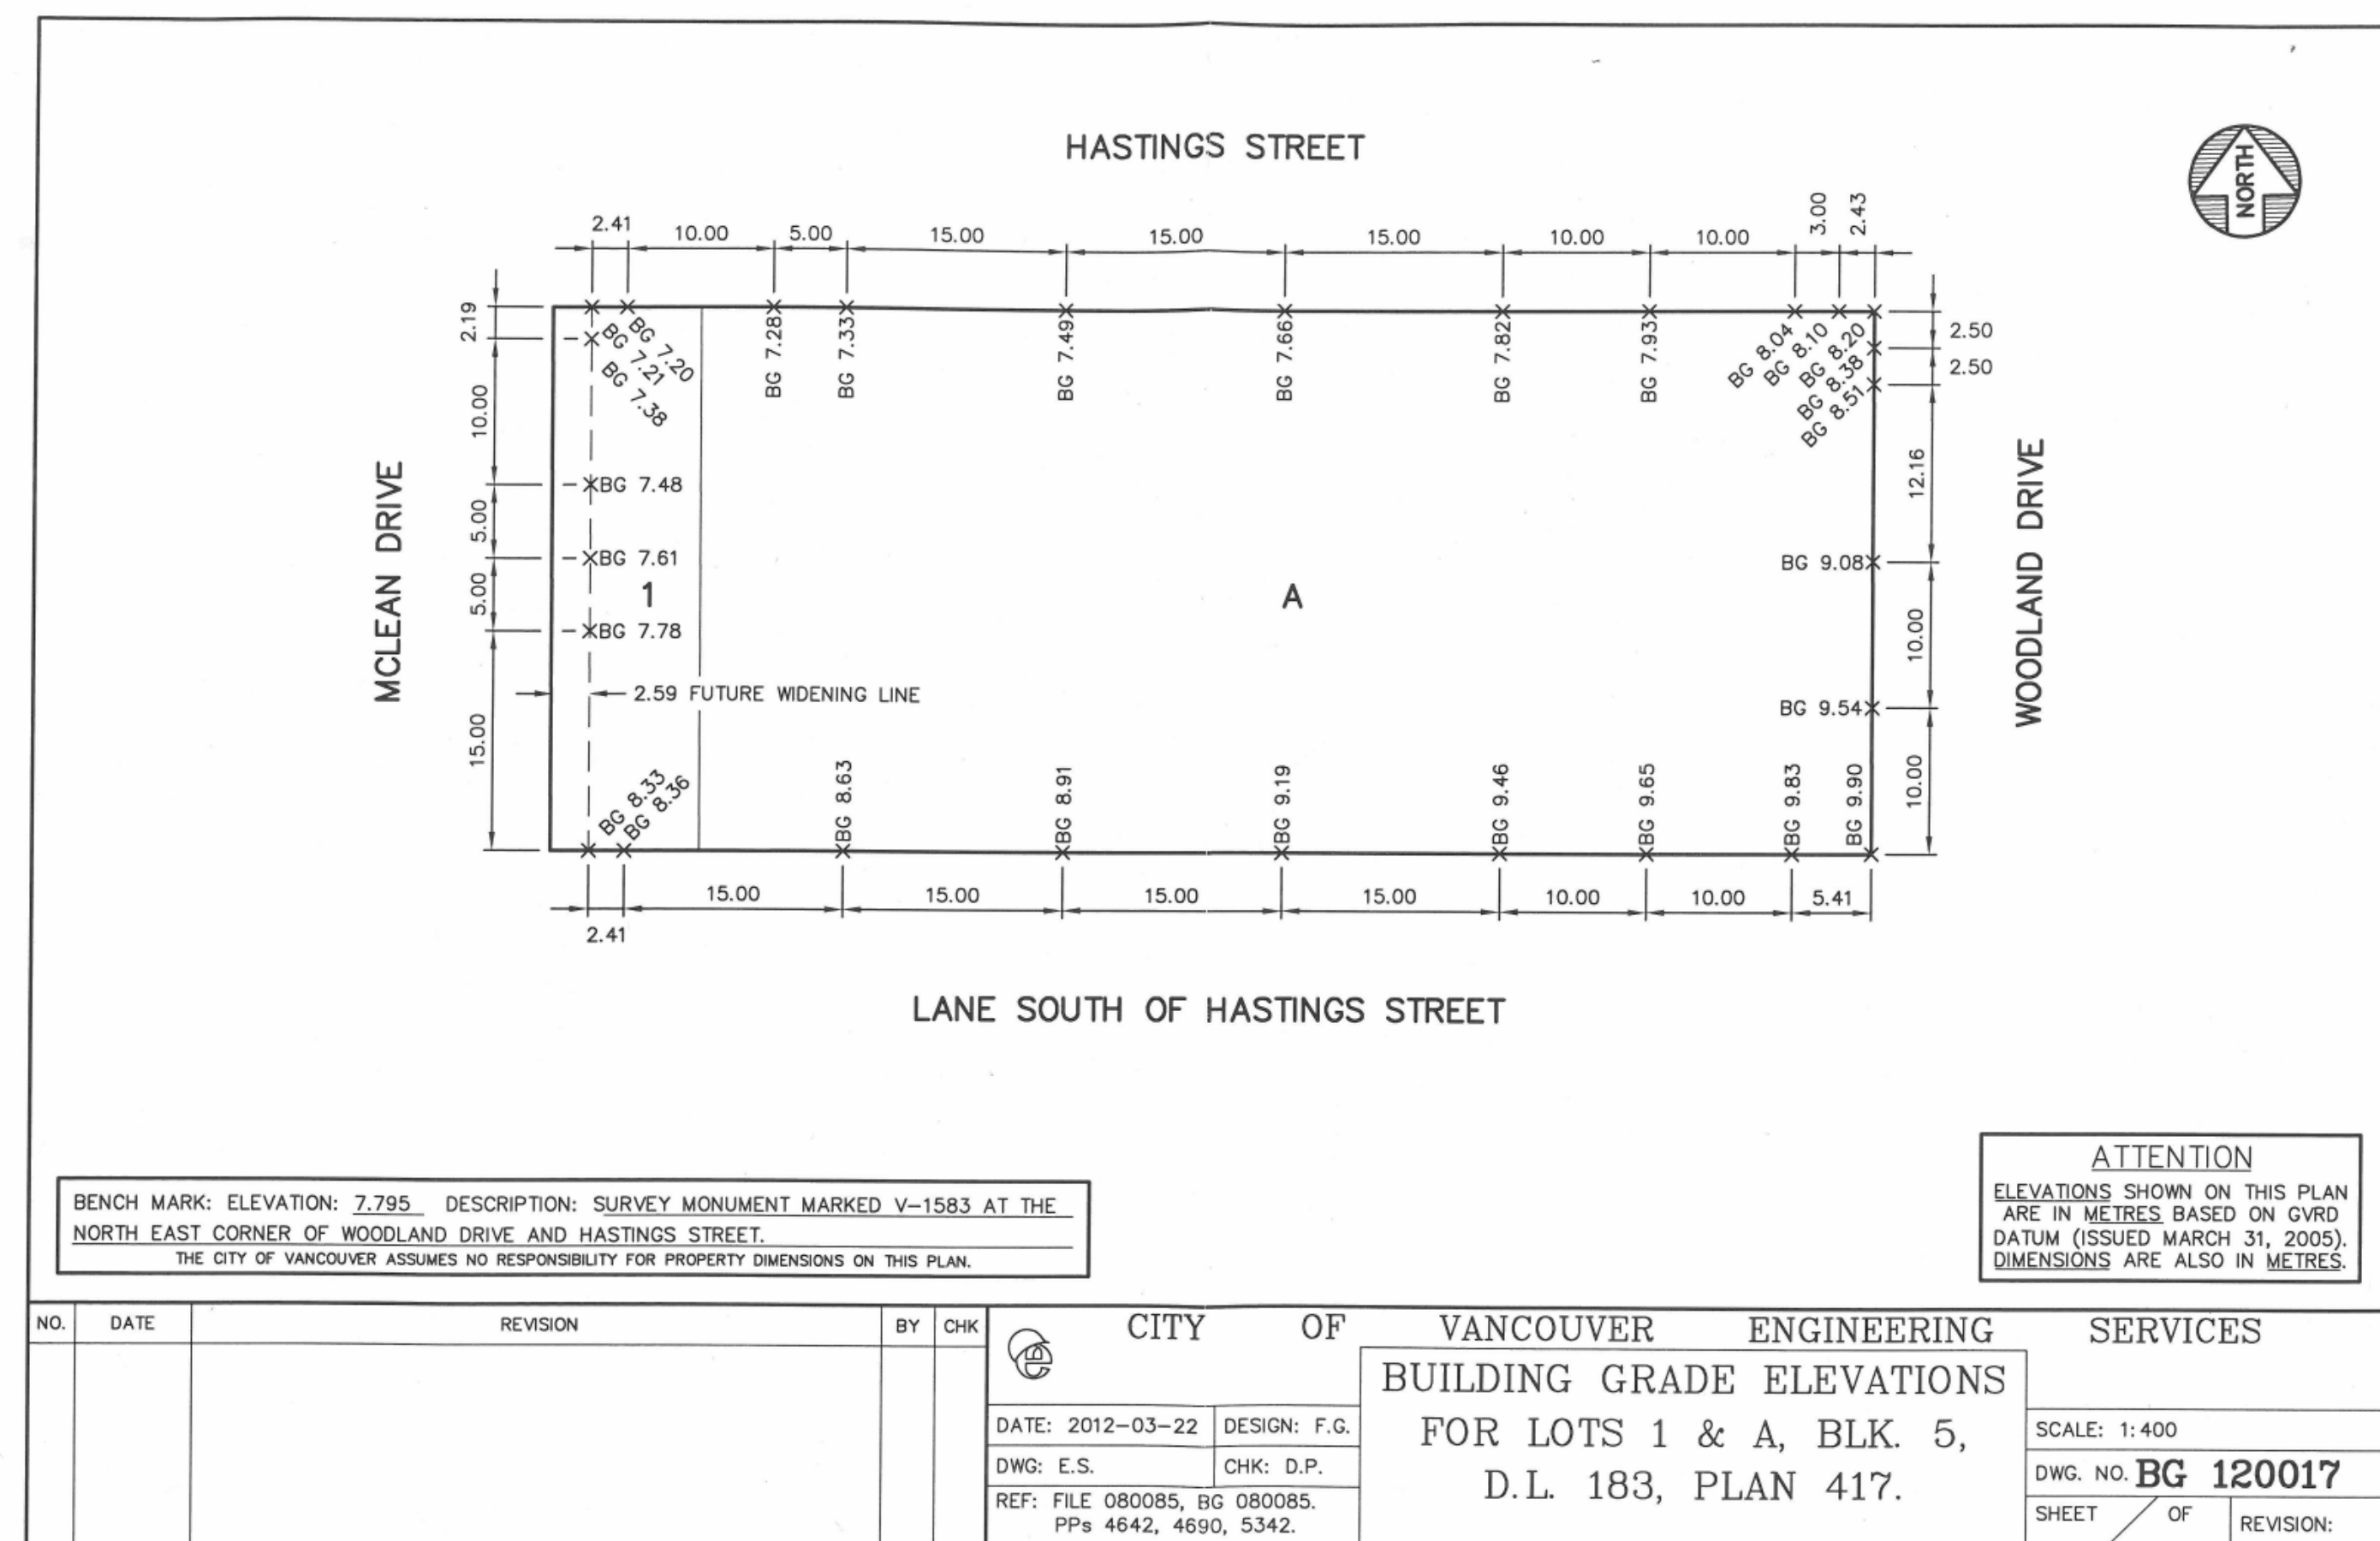 HASTINGS STREET
NORTH
2.41
10.00
5.00
15.00
15.00
15.00
10.00
10.00
3.00
2.43
2.19
10.00
5.00
5.00
15.00
MCLEAN DRIVE
BG 7.20
BG 7.21
BG 7.38
BG 7.28
BG 7.33
BG 7.49
BG 7.66
BG 7.82
BG 7.93
BG 8.04
BG 8.10
BG 8.20
BG 8.38
BG 8.51
2.50
2.50
12.16
10.00
10.00
WOODLAND DRIVE
BG 7.48
BG 7.61
1
BG 7.78
A
BG 9.08
BG 9.54
2.59 FUTURE WIDENING LINE
BG 8.33
BG 8.36
BG 8.63
BG 8.91
BG 9.19
BG 9.46
BG 9.65
BG 9.83
BG 9.90
2.41
15.00
15.00
15.00
15.00
10.00
10.00
5.41
LANE SOUTH OF HASTINGS STREET
BENCH MARK: ELEVATION: 7.795 DESCRIPTION: SURVEY MONUMENT MARKED V-1583 AT THE
NORTH EAST CORNER OF WOODLAND DRIVE AND HASTINGS STREET.
THE CITY OF VANCOUVER ASSUMES NO RESPONSIBILITY FOR PROPERTY DIMENSIONS ON THIS PLAN.
ATTENTION
ELEVATIONS SHOWN ON THIS PLAN
ARE IN METRES BASED ON GVRD
DATUM (ISSUED MARCH 31, 2005).
DIMENSIONS ARE ALSO IN METRES.
NO. DATE REVISION BY CHK
CITY OF VANCOUVER ENGINEERING SERVICES
BUILDING GRADE ELEVATIONS
FOR LOTS 1 & A, BLK. 5,
D.L. 183, PLAN 417.
DATE: 2012-03-22 DESIGN: F.G.
DWG: E.S. CHK: D.P.
REF: FILE 080085, BG 080085.
PPs 4642, 4690, 5342.
SCALE: 1:400
DWG. NO. BG 120017
SHEET / OF
REVISION: